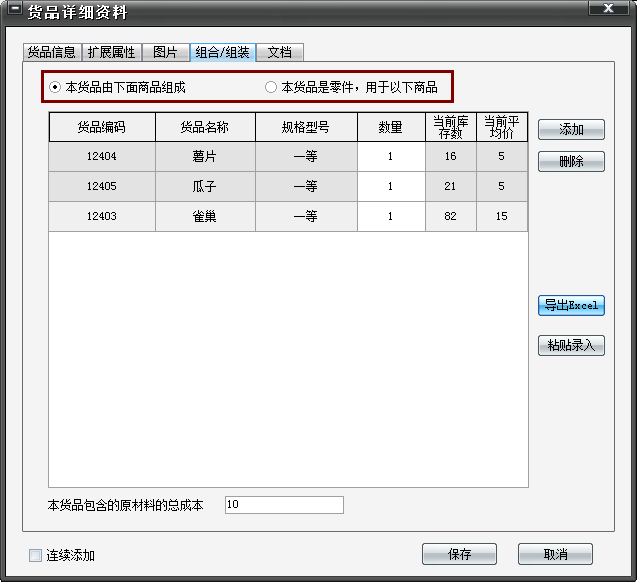 货品详细资料
货品信息 扩展属性 图片 组合/组装 文档
本货品由下面商品组成 本货品是零件，用于以下商品
货品编码 货品名称 规格型号 数量 当前库存数 当前平均价
12404 薯片 一等 1 16 5
12405 瓜子 一等 1 21 5
12403 雀巢 一等 1 82 15
添加
删除
导出Excel
粘贴录入
本货品包含的原材料的总成本 10
连续添加 保存 取消